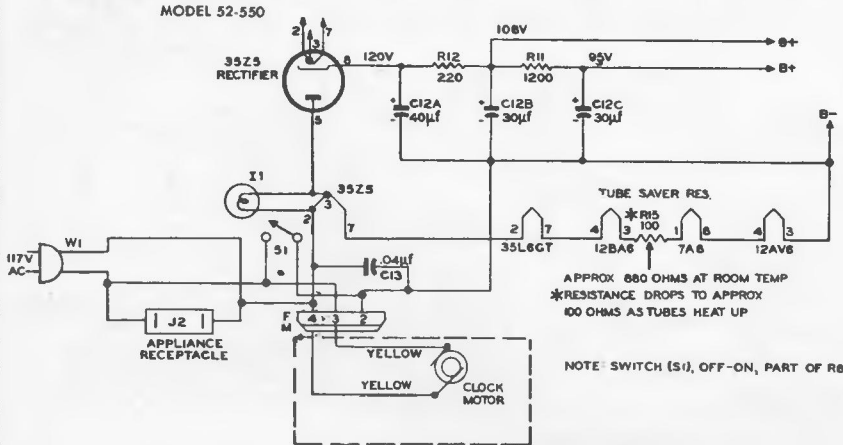 MODEL 52-550
2 3 7
35Z5
RECTIFIER
8
120V
R12
220
108V
R11
1200
95V
B+
B+
C12A
40µf
C12B
30µf
C12C
30µf
B-
5
I1
35Z5
3
2
7
TUBE SAVER RES.
2 7
35L6GT
4 3
12BA6
*R15
100
1 8
7A8
4 3
12AV6
W1
117V
AC
S1
.04µf
C13
APPROX 880 OHMS AT ROOM TEMP
*RESISTANCE DROPS TO APPROX
100 OHMS AS TUBES HEAT UP
J2
APPLIANCE
RECEPTACLE
F
M
4 3 2
YELLOW
YELLOW
CLOCK
MOTOR
NOTE: SWITCH (S1), OFF-ON, PART OF R8